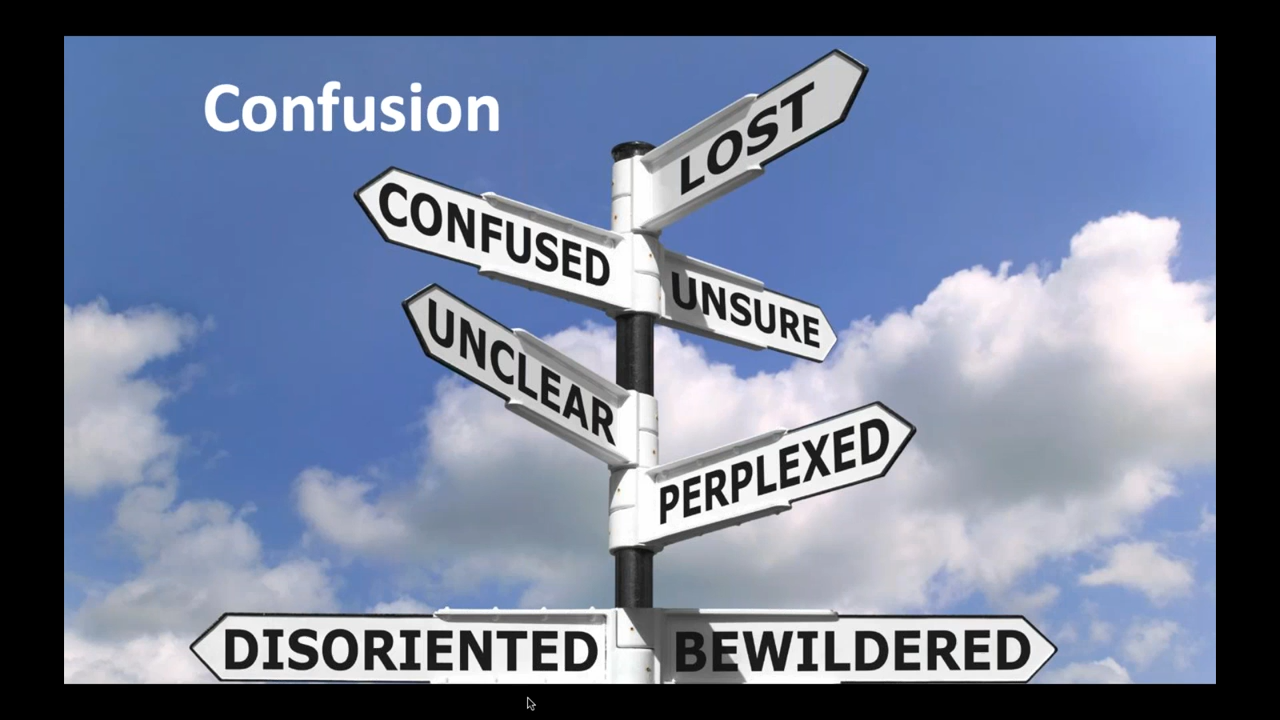 Confusion
LOST
CONFUSED
UNSURE
UNCLEAR
PERPLEXED
DISORIENTED
BEWILDERED